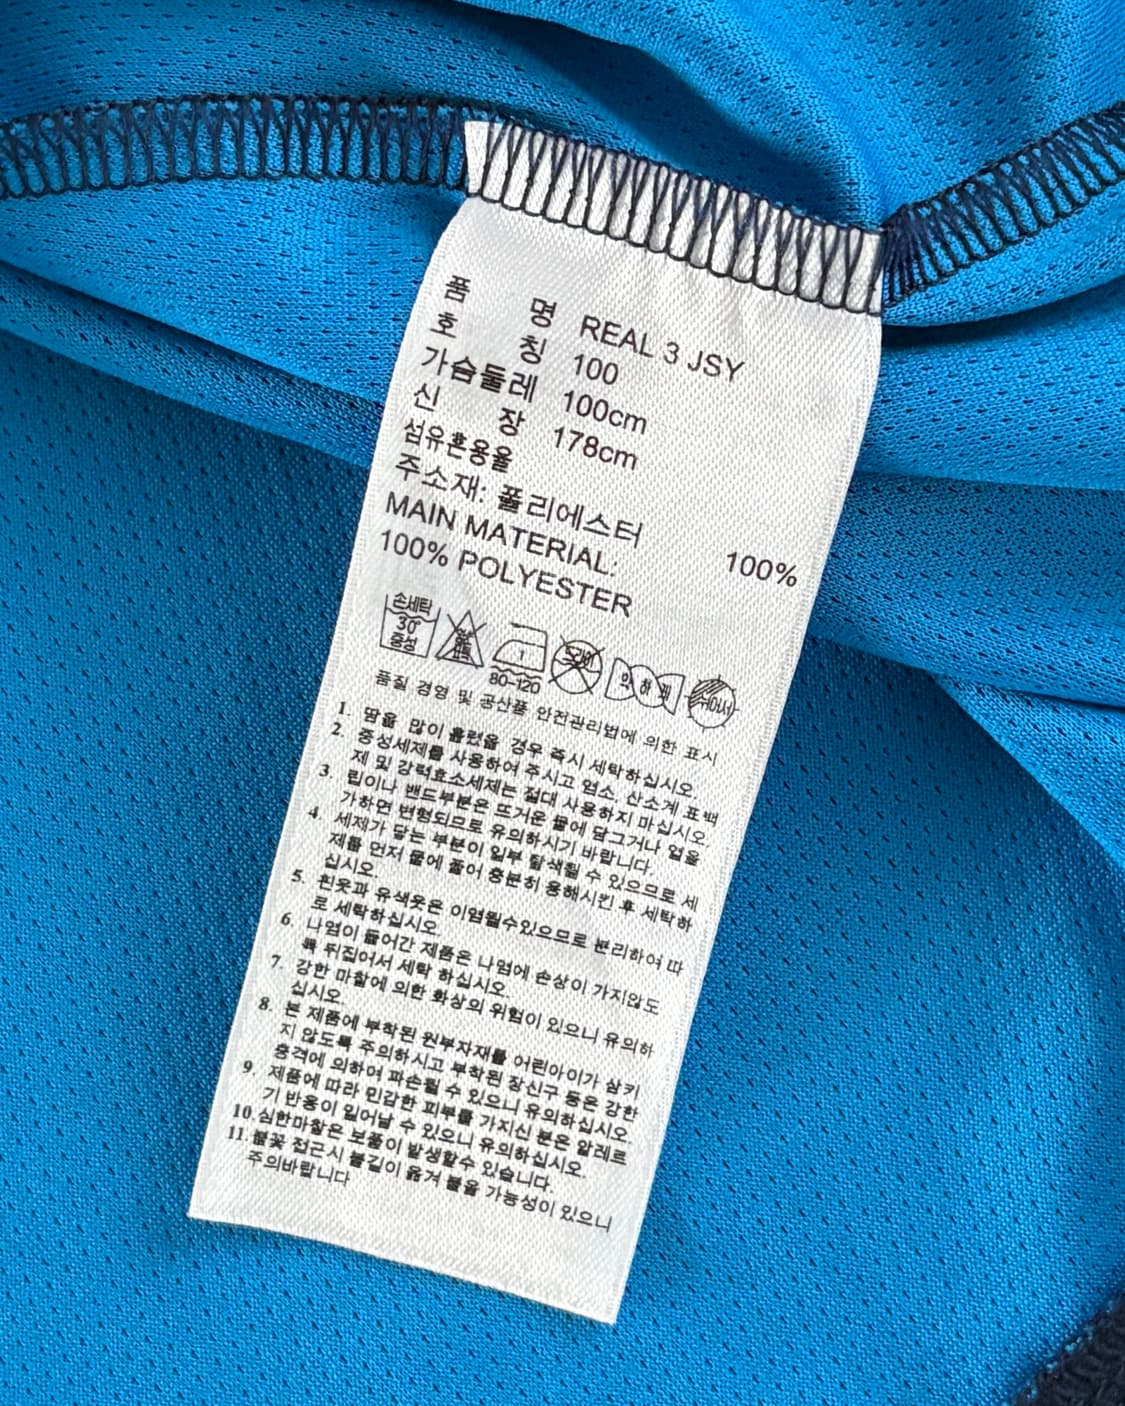 품 명 REAL 3 JSY
호 칭 100
가슴둘레 100cm
신 장 178cm
섬유혼용율
주소재: 폴리에스터 100%
MAIN MATERIAL:
100% POLYESTER
손세탁
30°
중성
1
80~120
드라이
약하게
뉘어서
품질 경영 및 공산품 안전관리법에 의한 표시
1. 땀을 많이 흘렸을 경우 즉시 세탁하십시오.
2. 중성세제를 사용하여 주시고 염소, 산소계 표백
제 및 강력효소세제는 절대 사용하지 마십시오.
3. 립이나 밴드부분은 뜨거운 물에 담그거나 열을
가하면 변형되므로 유의하시기 바랍니다.
4. 세제가 닿는 부분이 일부 탈색될 수 있으므로 세
제를 먼저 물에 풀어 충분히 용해시킨 후 세탁하
십시오
5. 흰옷과 유색옷은 이염될수있으므로 분리하여 따
로 세탁하십시오.
6. 나염이 들어간 제품은 나염에 손상이 가지않도
록 뒤집어서 세탁 하십시오.
7. 강한 마찰에 의한 화상의 위험이 있으니 유의하
십시오.
8. 본 제품에 부착된 원부자재를 어린아이가 삼키
지 않도록 주의하시고 부착된 장신구 등은 강한
충격에 의하여 파손될 수 있으니 유의하십시오.
9. 제품에 따라 민감한 피부를 가지신 분은 알레르
기 반응이 일어날 수 있으니 유의하십시오.
10.심한마찰은 보풀이 발생할수 있습니다.
11.불꽃 접근시 불길이 옮겨 붙을 가능성이 있으니
주의바랍니다